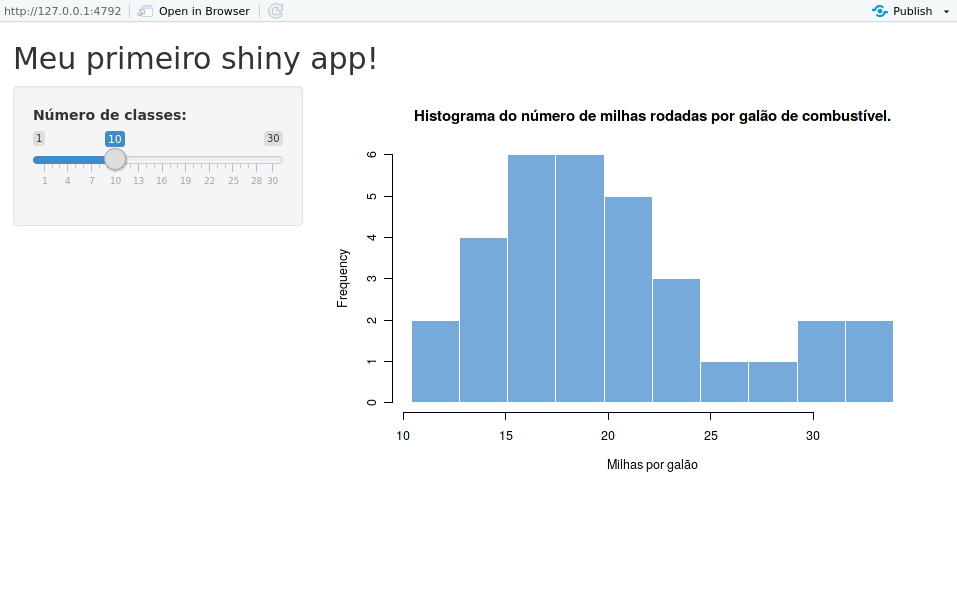 http://127.0.0.1:4792 Open in Browser Publish
Meu primeiro shiny app!
Número de classes:
1 10 30
1 4 7 10 13 16 19 22 25 28 30
Histograma do número de milhas rodadas por galão de combustível.
Frequency
6
5
4
3
2
1
0
10 15 20 25 30
Milhas por galão